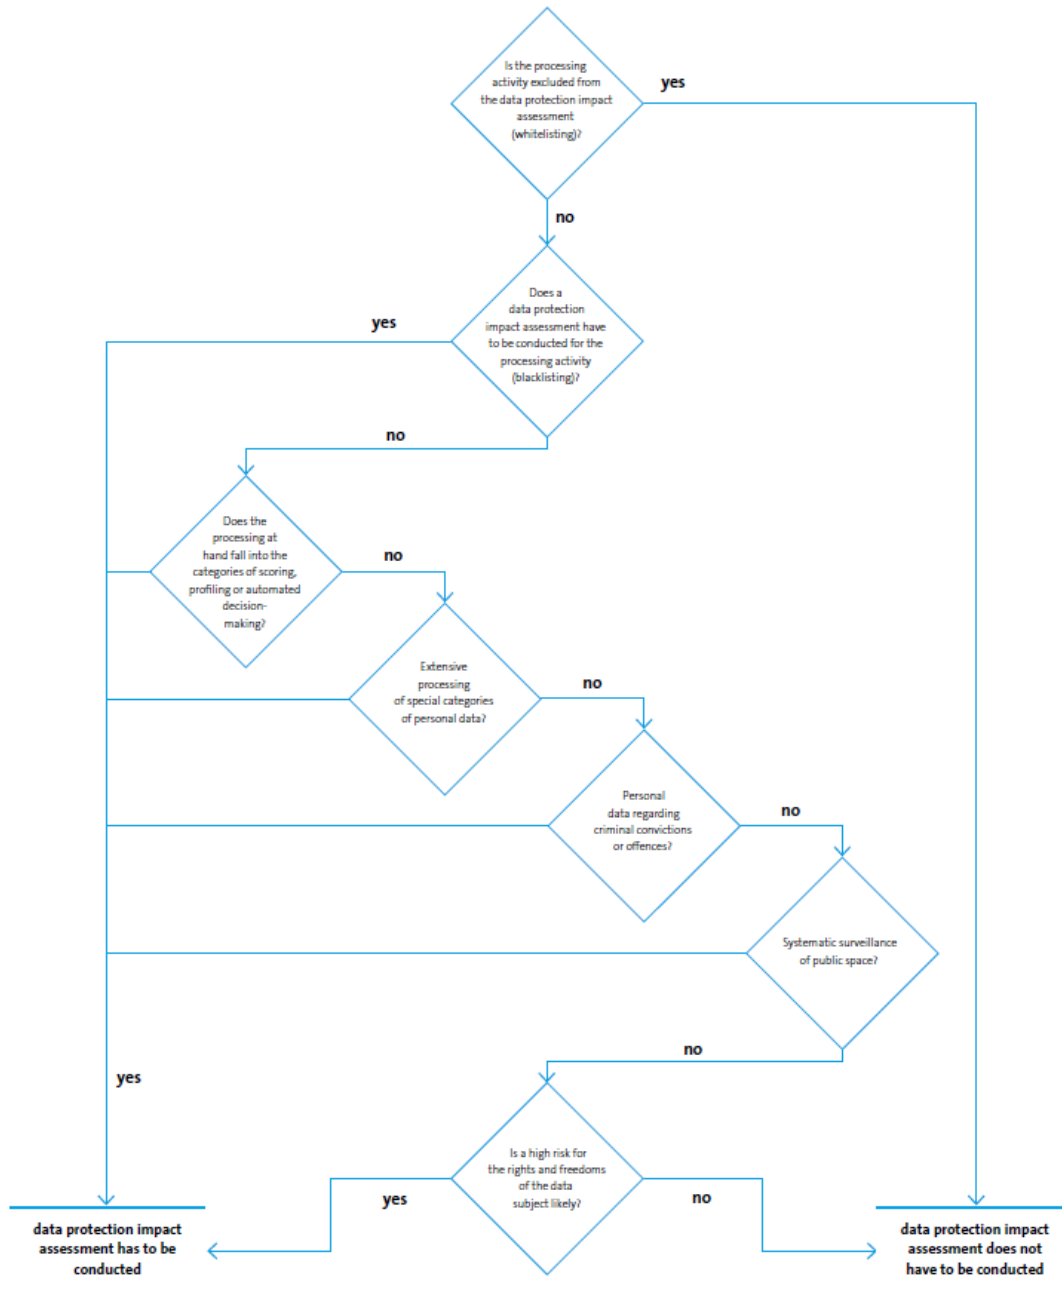 Is the processing
activity excluded from
the data protection impact
assessment
(whitelisting)?
yes
no
Does a
data protection
impact assessment have
to be conducted for the
processing activity
(blacklisting)?
yes
no
Does the
processing at
hand fall into the
categories of scoring,
profiling or automated
decision-
making?
no
Extensive
processing
of special categories
of personal data?
no
Personal
data regarding
criminal convictions
or offences?
no
Systematic surveillance
of public space?
no
yes
Is a high risk for
the rights and freedoms
of the data
subject likely?
yes
no
data protection impact
assessment has to be
conducted
data protection impact
assessment does not
have to be conducted